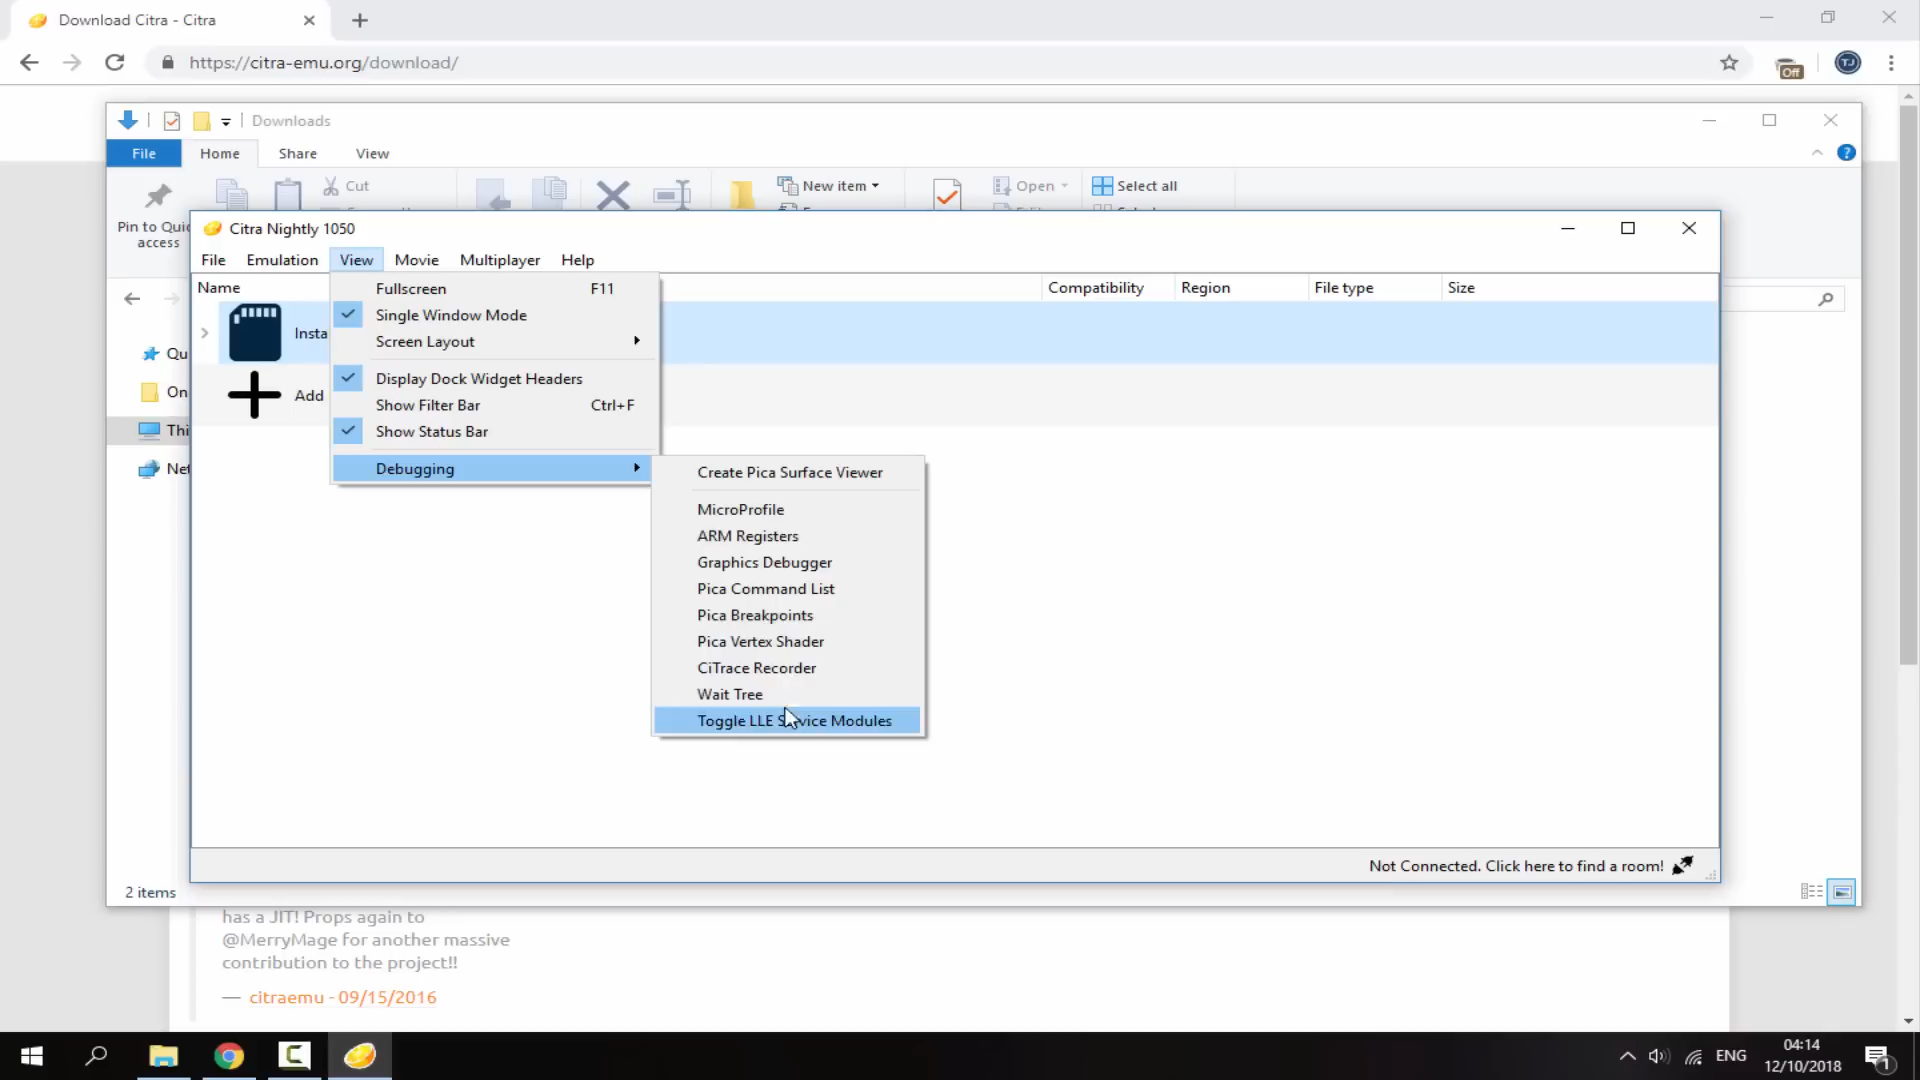 Download Citra - Citra
https://citra-emu.org/download/
Off
TJ
Downloads
File
Home
Share
View
Cut
New item
Open
Select all
Pin to Quic
access
Citra Nightly 1050
File
Emulation
View
Movie
Multiplayer
Help
Name
Compatibility
Region
File type
Size
Fullscreen F11
Single Window Mode
Screen Layout
Display Dock Widget Headers
Show Filter Bar Ctrl+F
Show Status Bar
Debugging
Insta
Add
Qu
On
Thi
Net
Create Pica Surface Viewer
MicroProfile
ARM Registers
Graphics Debugger
Pica Command List
Pica Breakpoints
Pica Vertex Shader
CiTrace Recorder
Wait Tree
Toggle LLE Service Modules
Not Connected. Click here to find a room!
2 items
has a JIT! Props again to
@MerryMage for another massive
contribution to the project!!
— citraemu - 09/15/2016
ENG
04:14
12/10/2018
1